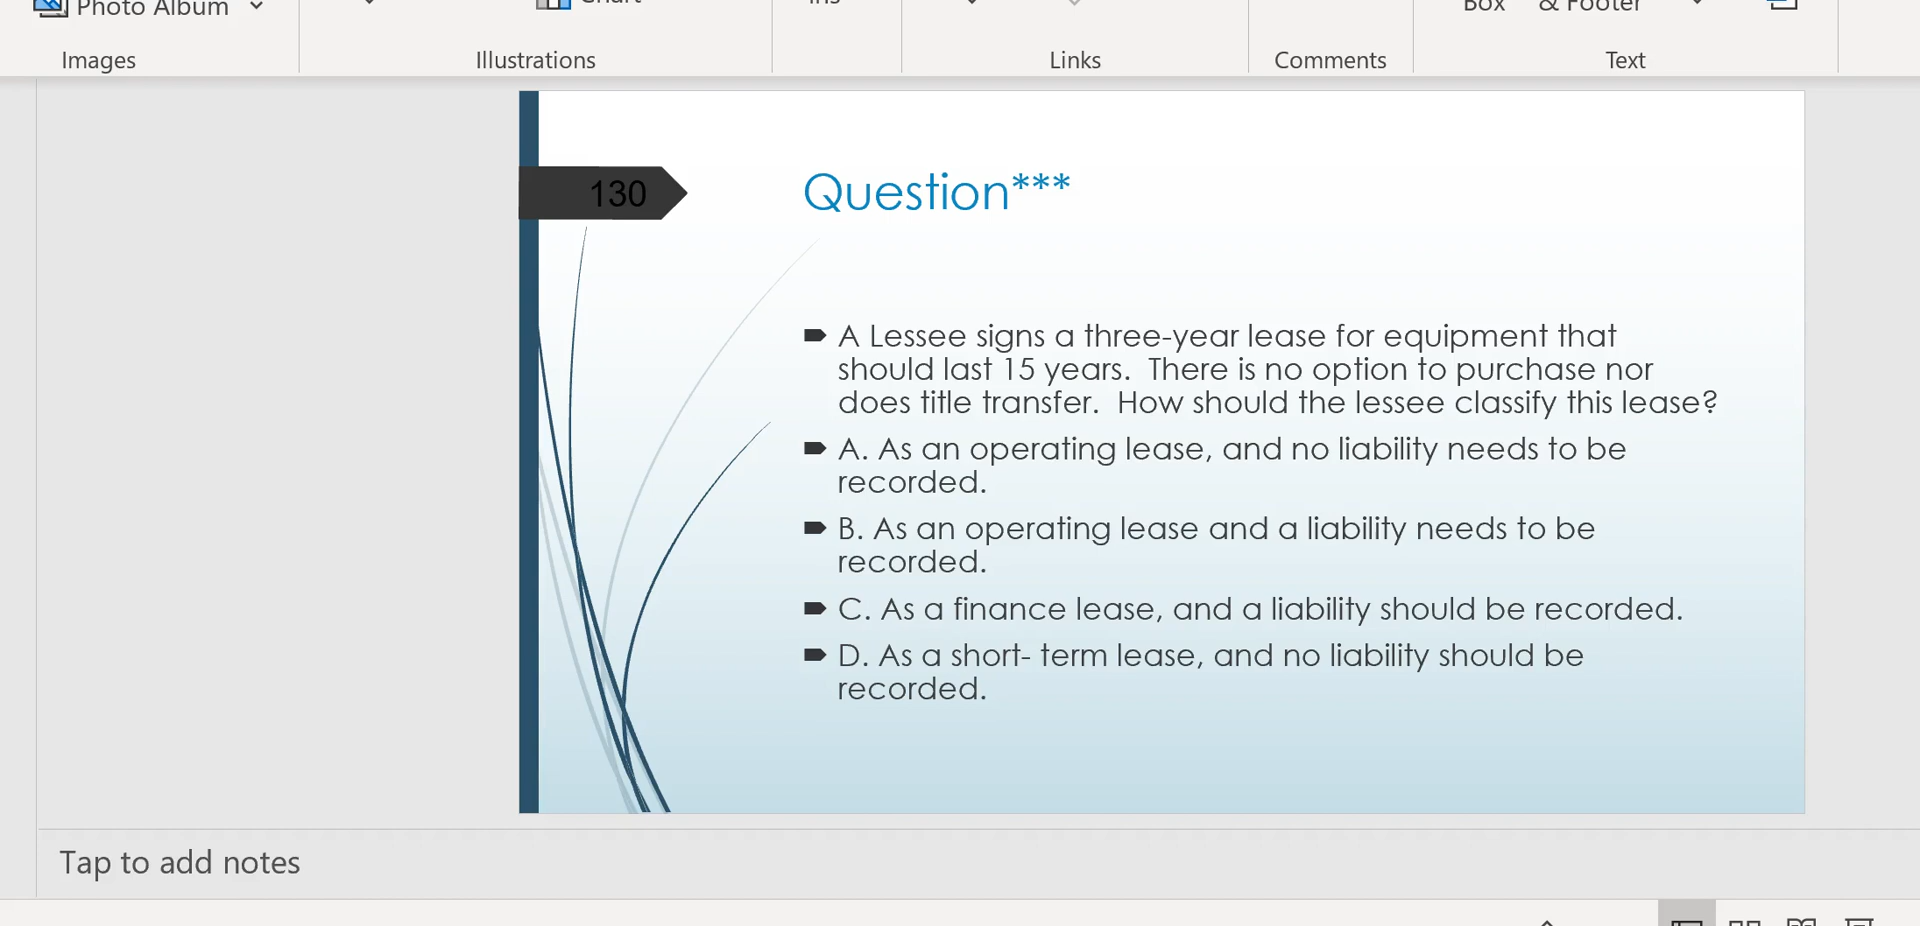 Photo Album
Chart
Box & Footer
Images
Illustrations
Links
Comments
Text
130
Question***
A Lessee signs a three-year lease for equipment that
should last 15 years. There is no option to purchase nor
does title transfer. How should the lessee classify this lease?
A. As an operating lease, and no liability needs to be
recorded.
B. As an operating lease and a liability needs to be
recorded.
C. As a finance lease, and a liability should be recorded.
D. As a short- term lease, and no liability should be
recorded.
Tap to add notes